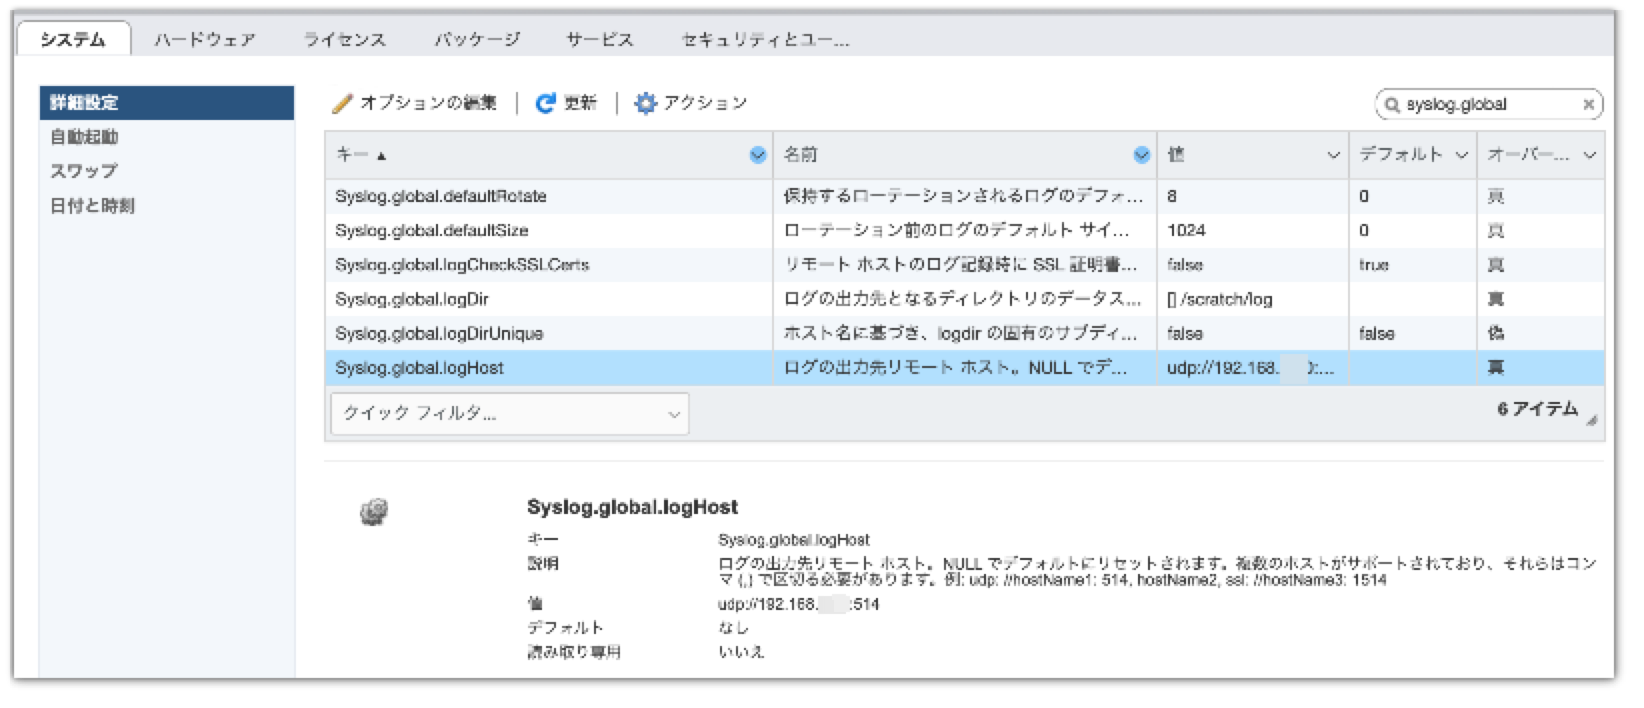 システム ハードウェア ライセンス パッケージ サービス セキュリティとユー...
詳細設定
自動起動
スワップ
日付と時刻
オプションの編集 | 更新 | アクション
syslog.global
キー ▲ 名前 値 デフォルト オーバー...
Syslog.global.defaultRotate 保持するローテーションされるログのデフォ... 8 0 真
Syslog.global.defaultSize ローテーション前のログのデフォルト サイ... 1024 0 真
Syslog.global.logCheckSSLCerts リモート ホストのログ記録時に SSL 証明書... false true 真
Syslog.global.logDir ログの出力先となるディレクトリのデータス... [] /scratch/log 真
Syslog.global.logDirUnique ホスト名に基づき、logdir の固有のサブディ... false false 偽
Syslog.global.logHost ログの出力先リモート ホスト。NULL でデ... udp://192.168. :... 真
クイック フィルタ... 6 アイテム
Syslog.global.logHost
キー Syslog.global.logHost
説明 ログの出力先リモート ホスト。NULL でデフォルトにリセットされます。複数のホストがサポートされており、それらはコン
マ (,) で区切る必要があります。例: udp: //hostName1: 514, hostName2, ssl: //hostName3: 1514
値 udp://192.168. :514
デフォルト なし
読み取り専用 いいえ